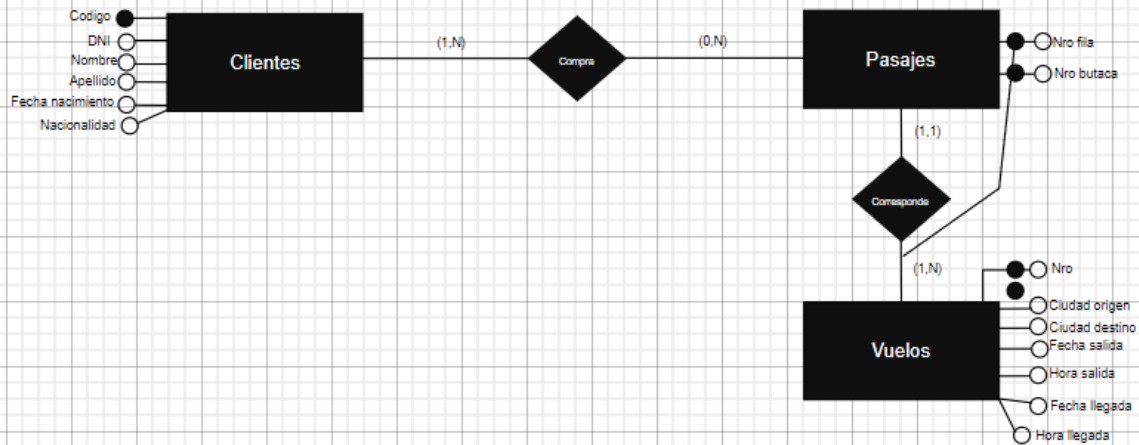 Codigo
DNI
Nombre
Apellido
Fecha nacimiento
Nacionalidad
Clientes
(1,N)
Compra
(0,N)
Pasajes
Nro fila
Nro butaca
(1,1)
Corresponde
(1,N)
Nro
Ciudad origen
Ciudad destino
Fecha salida
Hora salida
Fecha llegada
Hora llegada
Vuelos